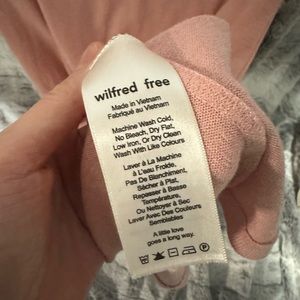 wilfred free
Made in Vietnam
Fabriqué au Vietnam
Machine Wash Cold,
No Bleach, Dry Flat,
Low Iron, Or Dry Clean
Wash With Like Colours
Laver À La Machine
À L'eau Froide,
Pas De Blanchiment,
Sécher À Plat,
Repasser À Basse
Température,
Ou Nettoyer À Sec
Laver Avec Des Couleurs
Semblables
A little love
goes a long way.